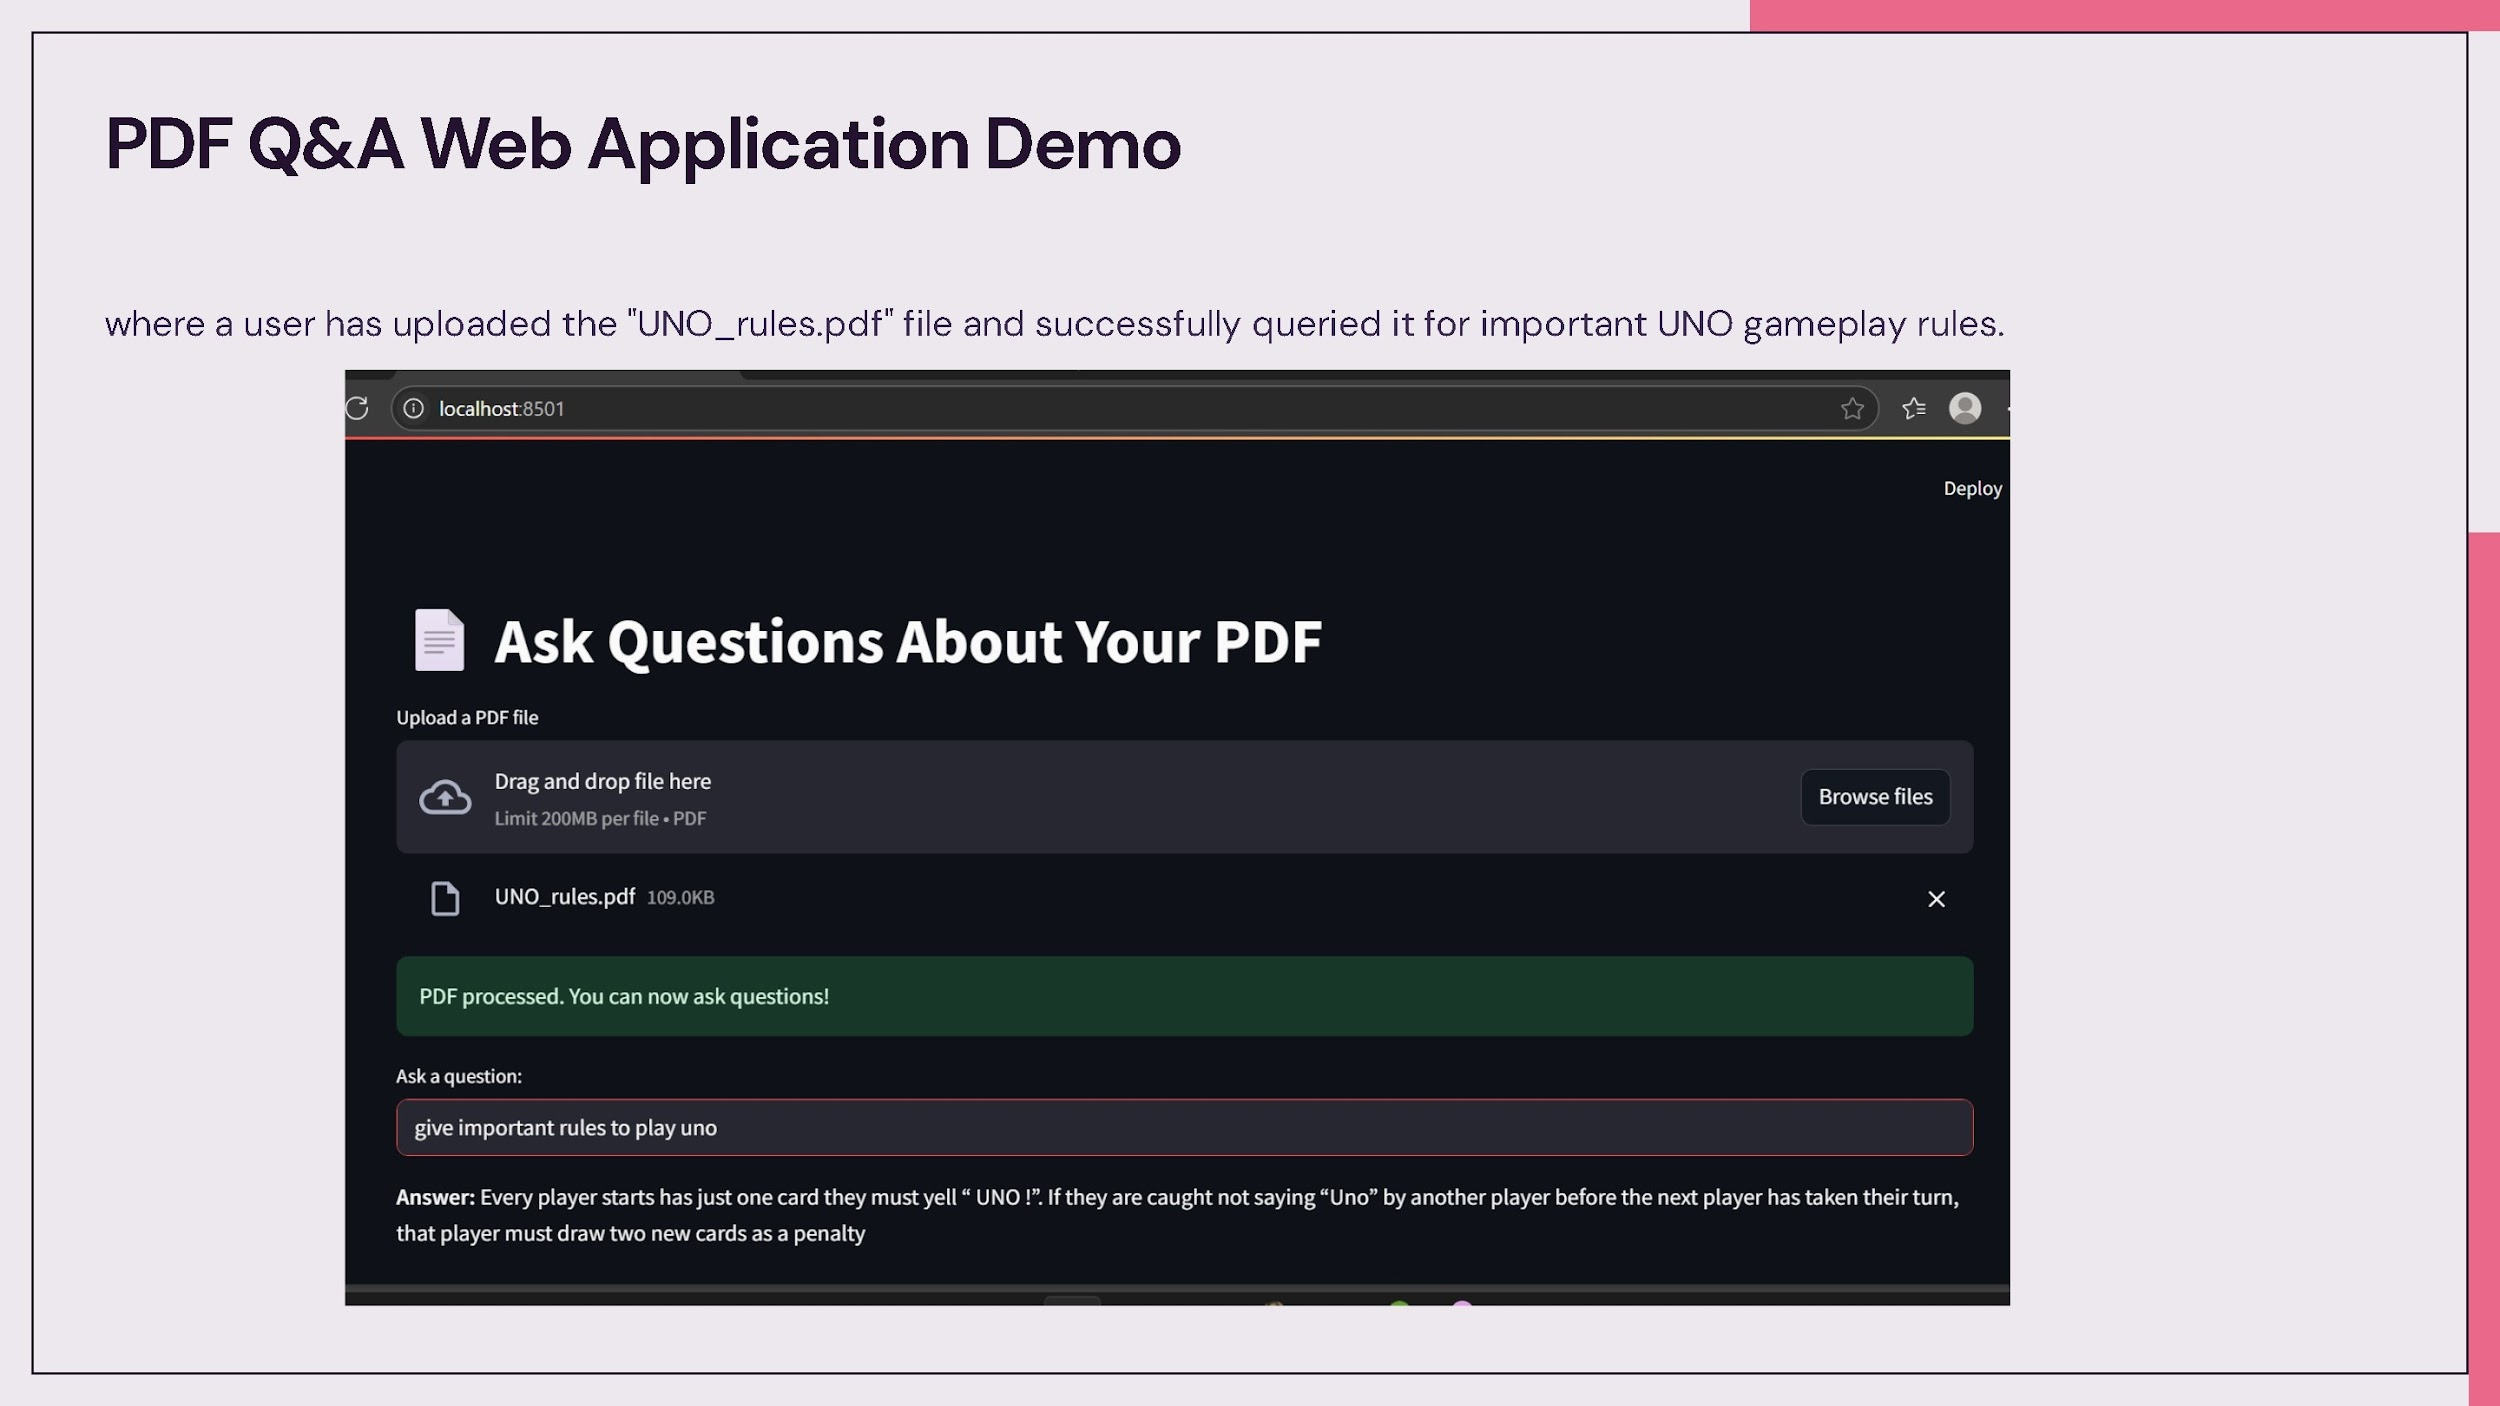 PDF Q&A Web Application Demo
where a user has uploaded the "UNO_rules.pdf" file and successfully queried it for important UNO gameplay rules.
localhost:8501
Deploy
Ask Questions About Your PDF
Upload a PDF file
Drag and drop file here
Limit 200MB per file • PDF
Browse files
UNO_rules.pdf 109.0KB
PDF processed. You can now ask questions!
Ask a question:
give important rules to play uno
Answer: Every player starts has just one card they must yell “ UNO !”. If they are caught not saying “Uno” by another player before the next player has taken their turn,
that player must draw two new cards as a penalty